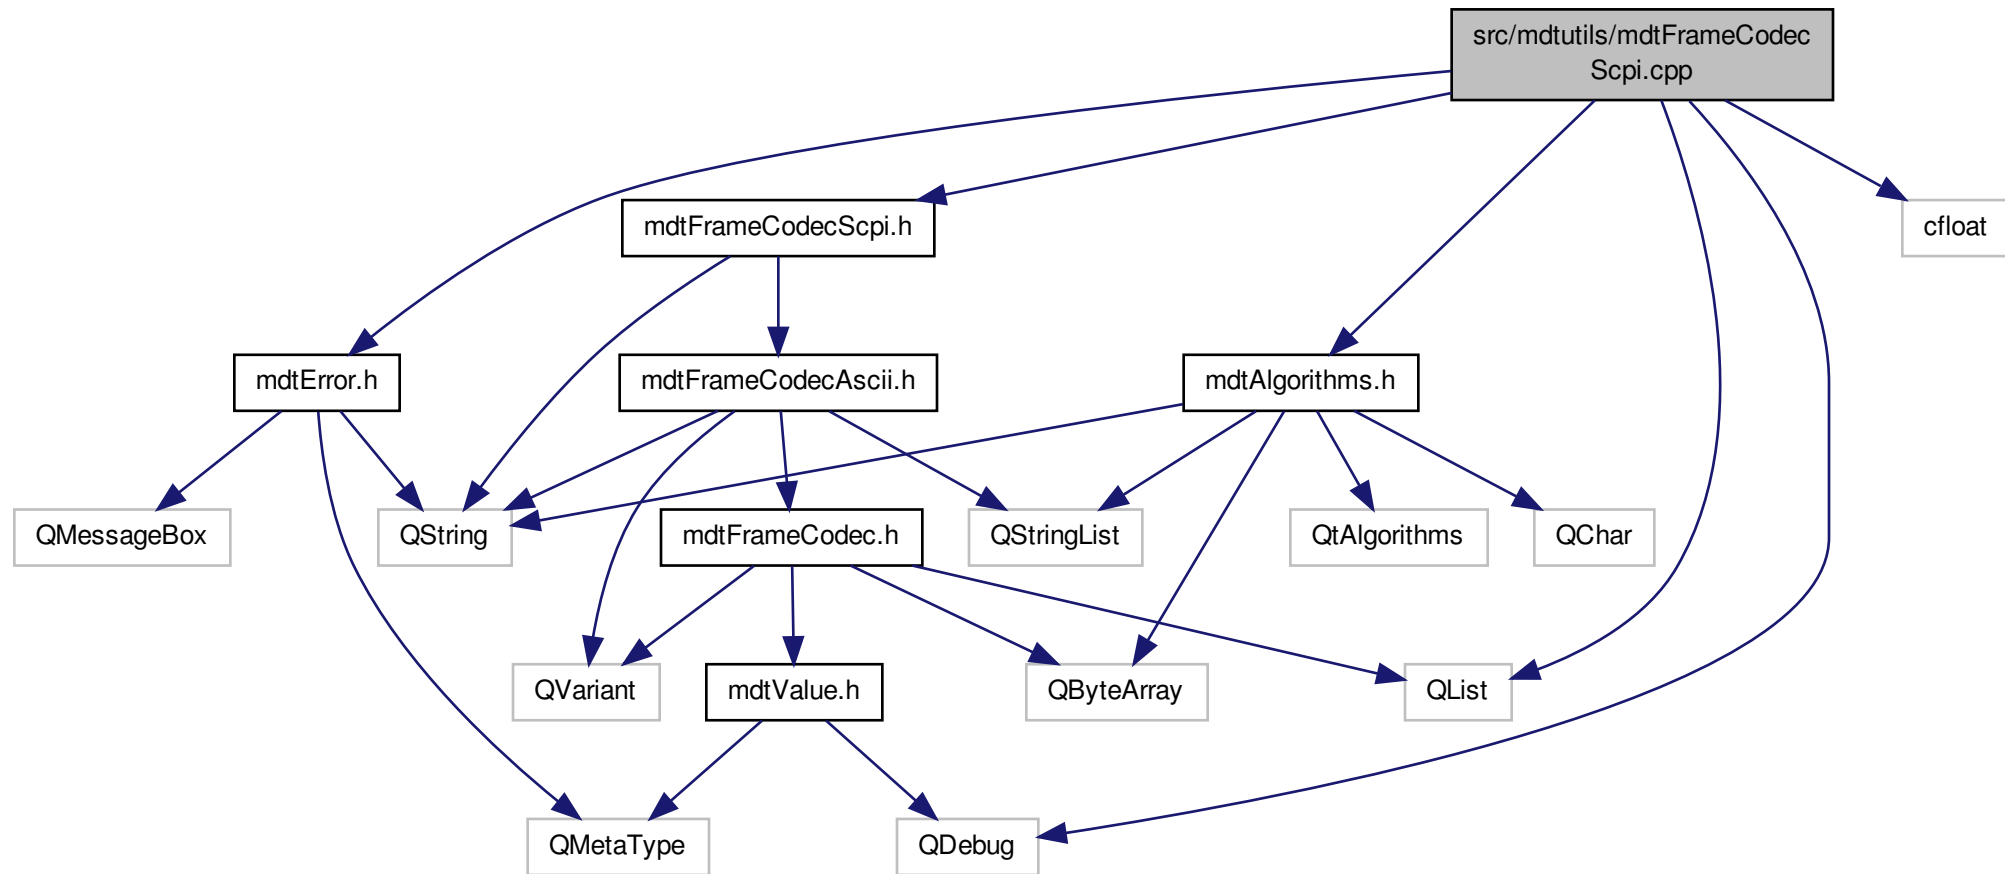 src/mdtutils/mdtFrameCodec
Scpi.cpp
mdtFrameCodecScpi.h
cfloat
mdtError.h
mdtFrameCodecAscii.h
mdtAlgorithms.h
QMessageBox
QString
mdtFrameCodec.h
QStringList
QtAlgorithms
QChar
QVariant
mdtValue.h
QByteArray
QList
QMetaType
QDebug